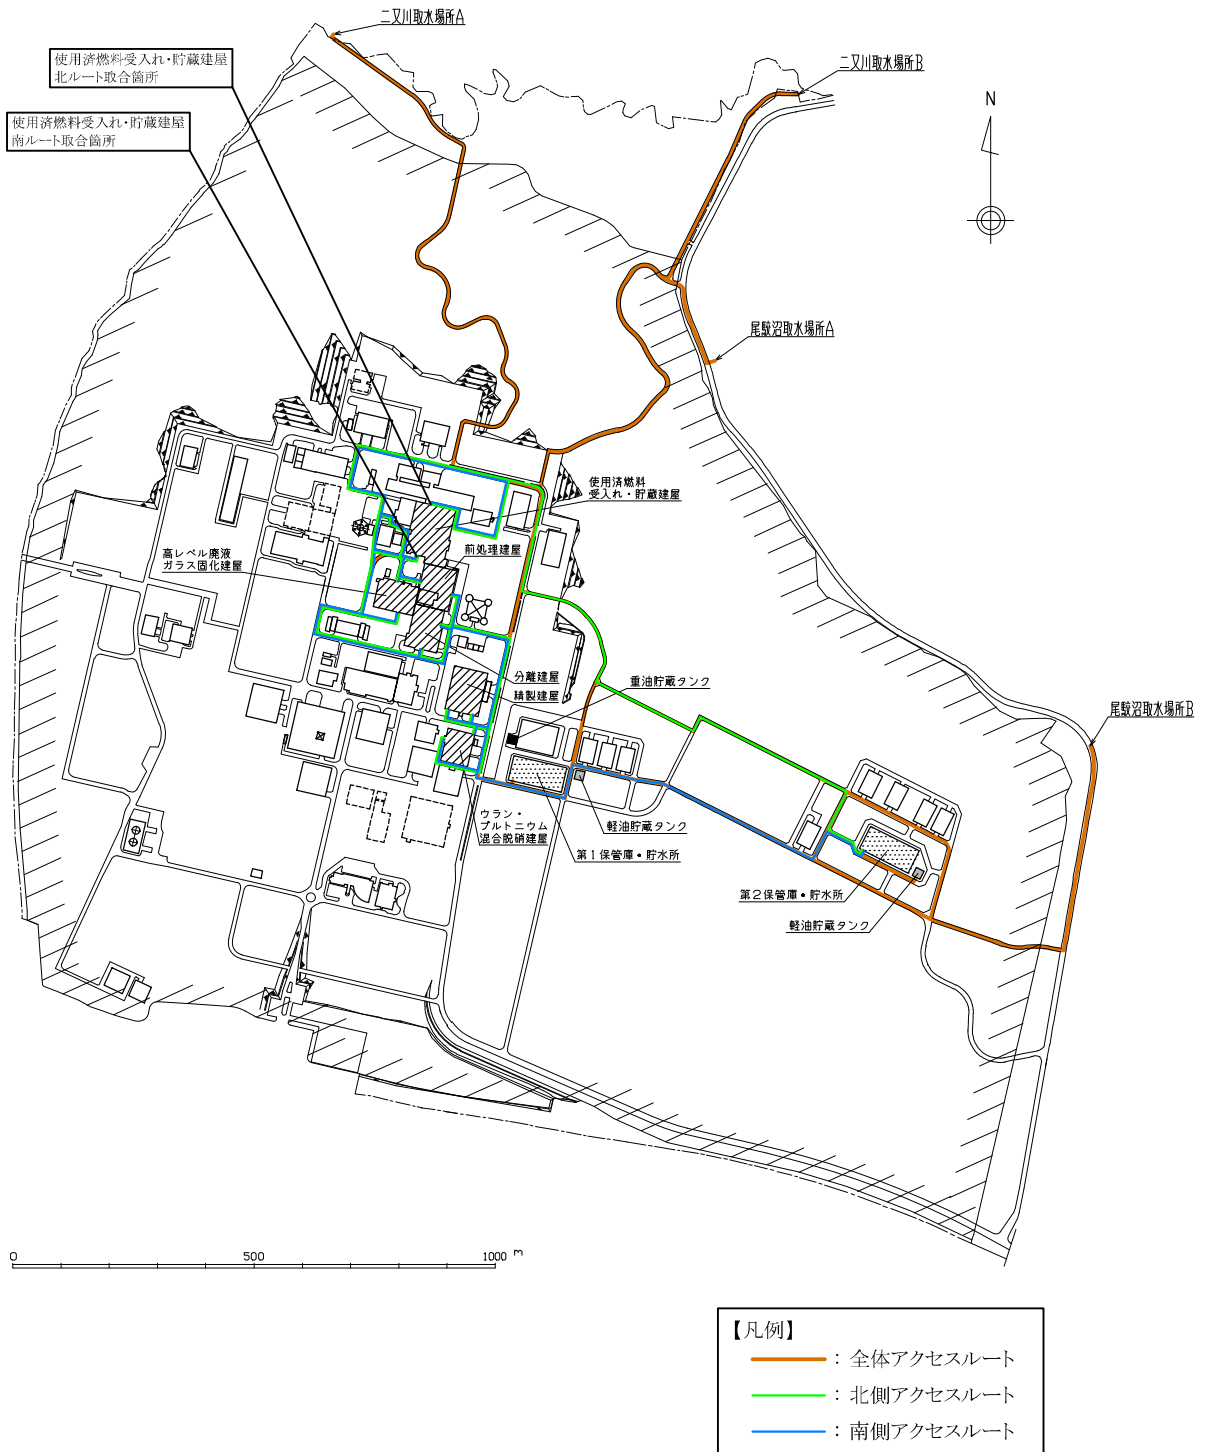 二又川取水場所A
使用済燃料受入れ・貯蔵建屋
北ルート取合箇所
二又川取水場所B
N
使用済燃料受入れ・貯蔵建屋
南ルート取合箇所
尾駮沼取水場所A
使用済燃料
受入れ・貯蔵建屋
前処理建屋
高レベル廃液
ガラス固化建屋
分離建屋
精製建屋
重油貯蔵タンク
尾駮沼取水場所B
ウラン・
プルトニウム
混合脱硝建屋
軽油貯蔵タンク
第1保管庫・貯水所
第2保管庫・貯水所
軽油貯蔵タンク
0 500 1000 m
【凡例】
：全体アクセスルート
：北側アクセスルート
：南側アクセスルート